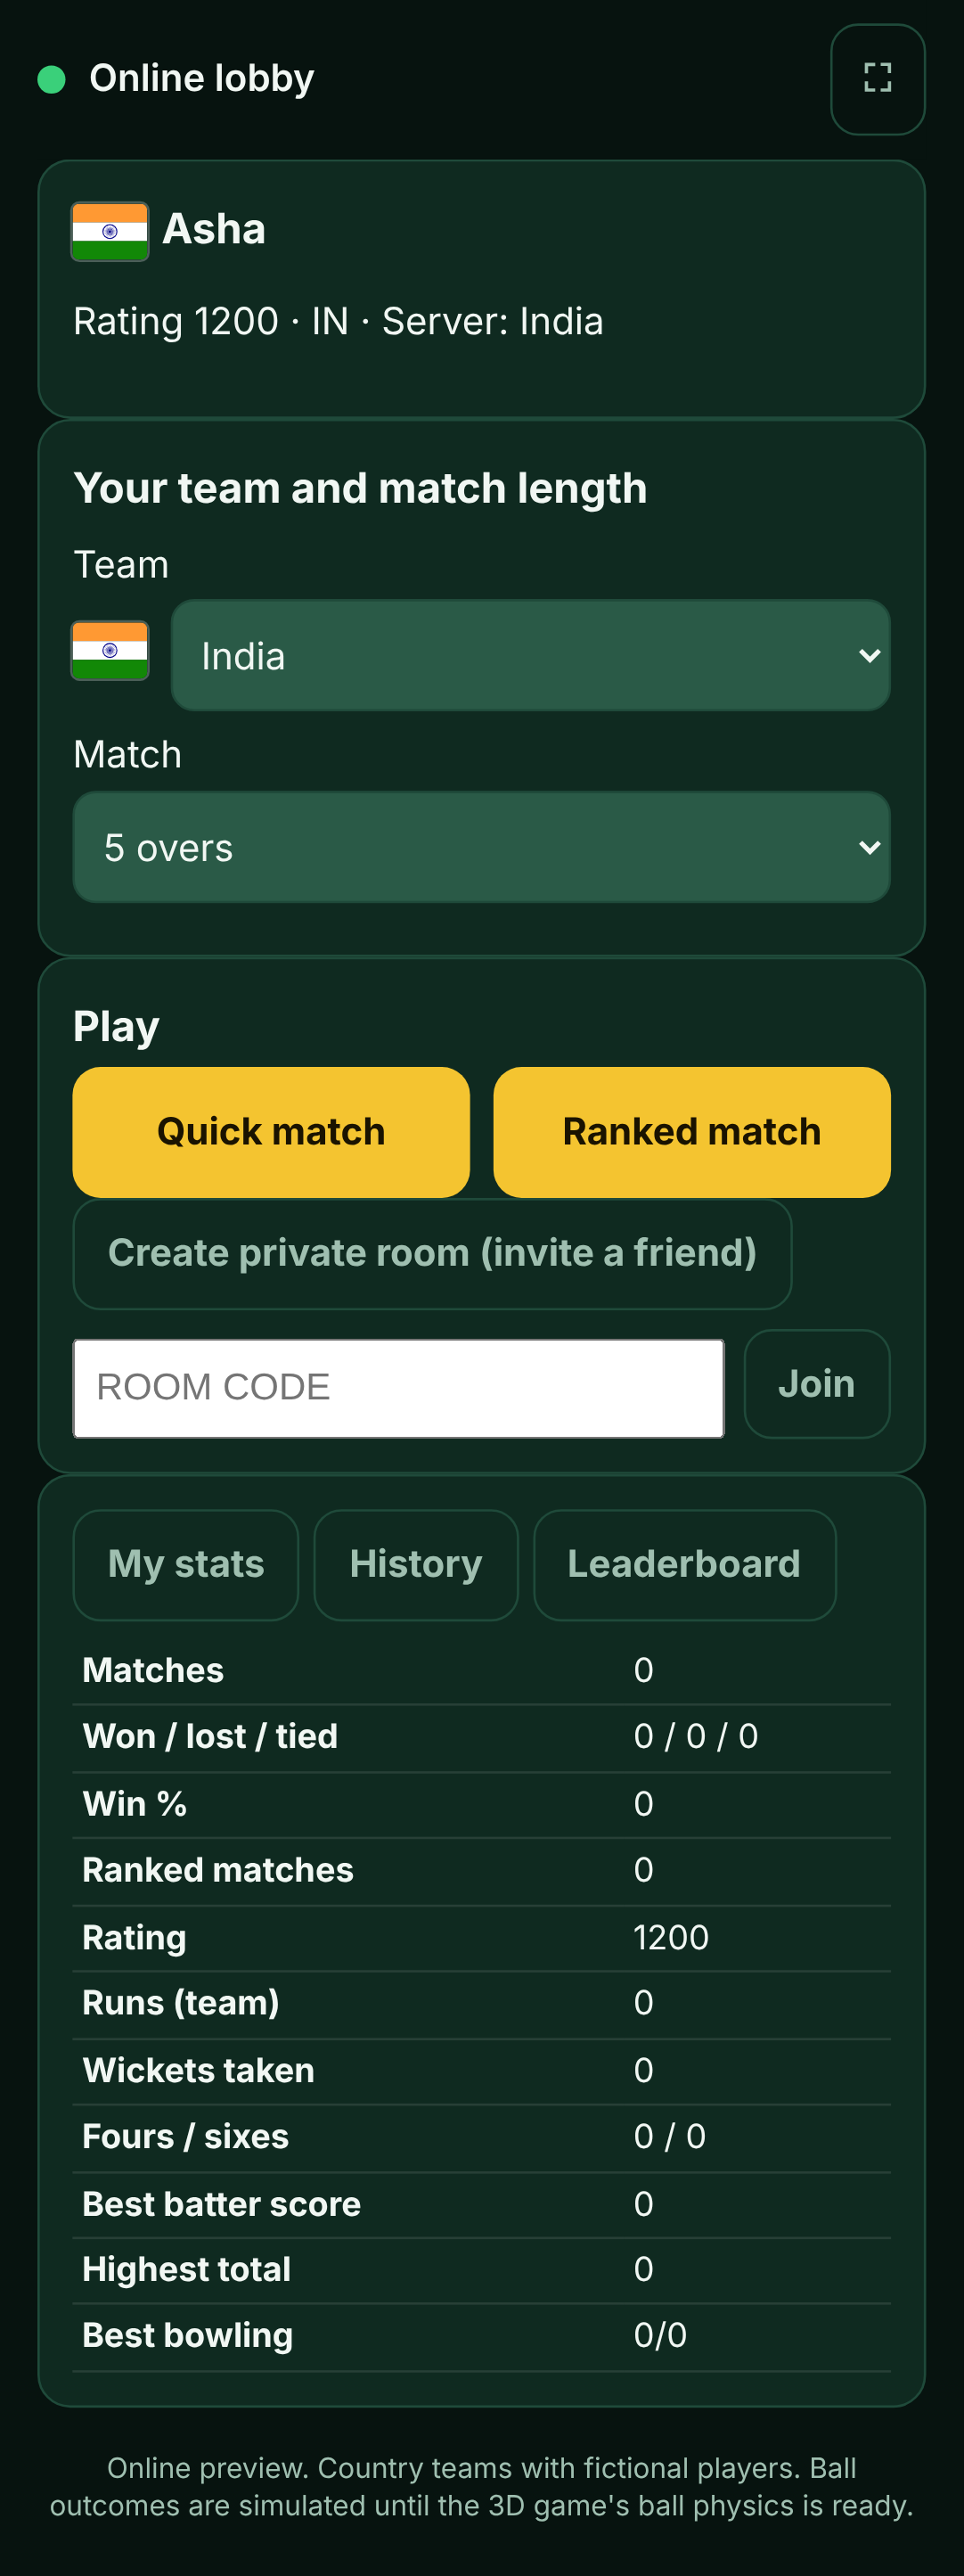 Online lobby
Asha
Rating 1200 · IN · Server: India
Your team and match length
Team
India
Match
5 overs
Play
Quick match
Ranked match
Create private room (invite a friend)
ROOM CODE
Join
My stats
History
Leaderboard
Matches 0
Won / lost / tied 0 / 0 / 0
Win % 0
Ranked matches 0
Rating 1200
Runs (team) 0
Wickets taken 0
Fours / sixes 0 / 0
Best batter score 0
Highest total 0
Best bowling 0/0
Online preview. Country teams with fictional players. Ball
outcomes are simulated until the 3D game's ball physics is ready.